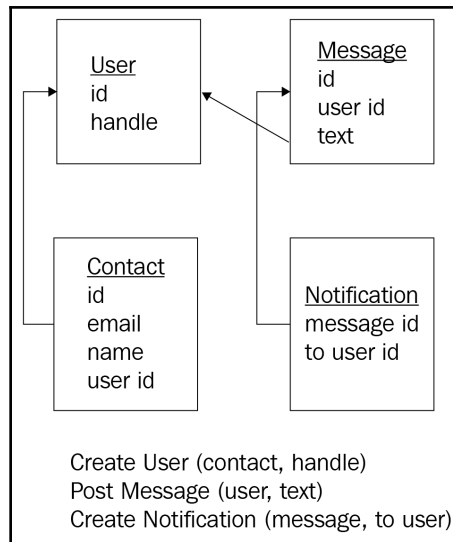 User
id
handle
Message
id
user id
text
Contact
id
email
name
user id
Notification
message id
to user id
Create User (contact, handle)
Post Message (user, text)
Create Notification (message, to user)